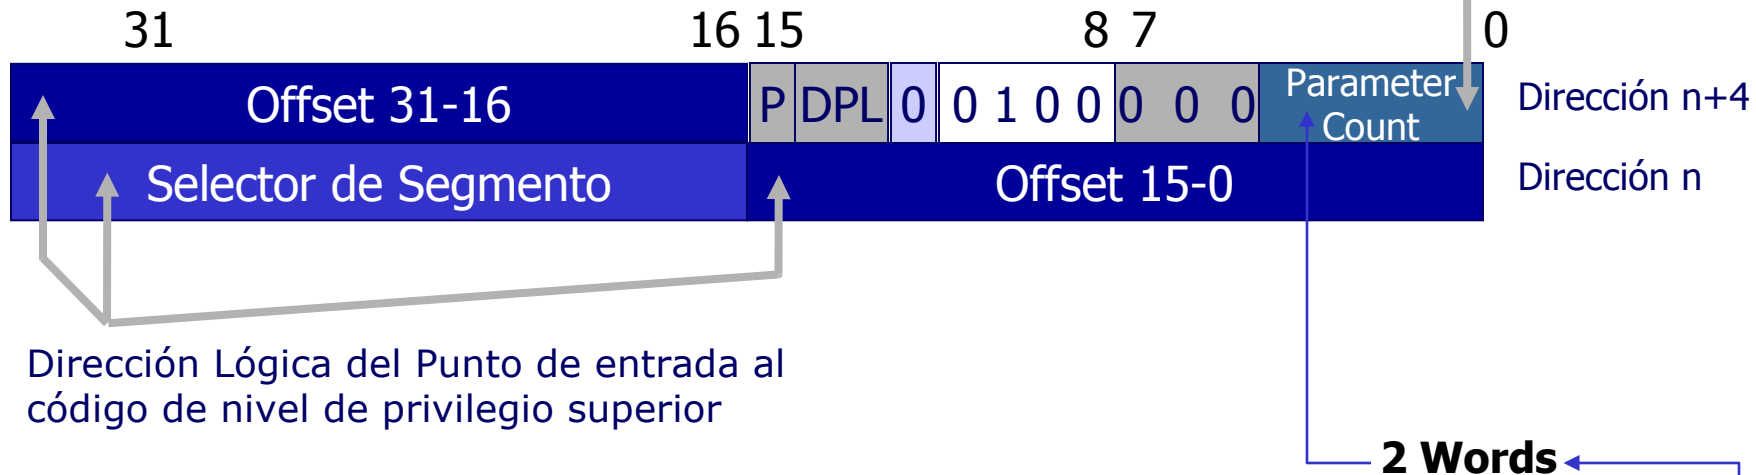 31 16 15 8 7 0
Offset 31-16 P DPL 0 0 1 0 0 0 0 0 Parameter Count Dirección n+4
Selector de Segmento Offset 15-0 Dirección n
Dirección Lógica del Punto de entrada al
código de nivel de privilegio superior
2 Words